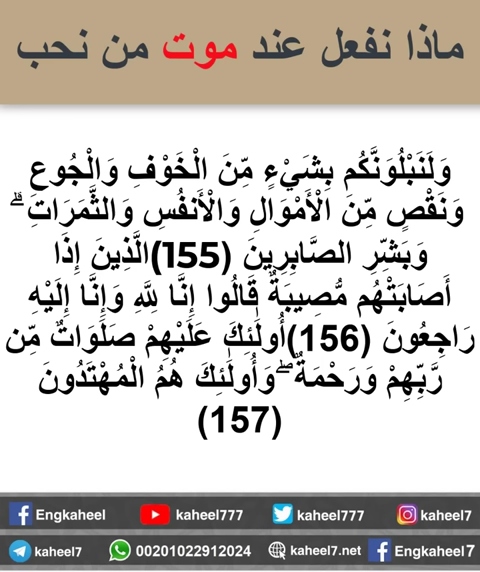 ماذا نفعل عند موت من نحب
وَلَنَبْلُوَنَّكُم بِشَيْءٍ مِّنَ الْخَوْفِ وَالْجُوعِ
وَنَقْصٍ مِّنَ الْأَمْوَالِ وَالْأَنفُسِ وَالثَّمَرَاتِ ۗ
وَبَشِّرِ الصَّابِرِينَ (155)الَّذِينَ إِذَا
أَصَابَتْهُم مُّصِيبَةٌ قَالُوا إِنَّا لِلَّهِ وَإِنَّا إِلَيْهِ
رَاجِعُونَ (156)أُولَٰئِكَ عَلَيْهِمْ صَلَوَاتٌ مِّن
رَّبِّهِمْ وَرَحْمَةٌ ۖ وَأُولَٰئِكَ هُمُ الْمُهْتَدُونَ
(157)
Engkaheel kaheel777 kaheel777 kaheel7
kaheel7 00201022912024 kaheel7.net Engkaheel7